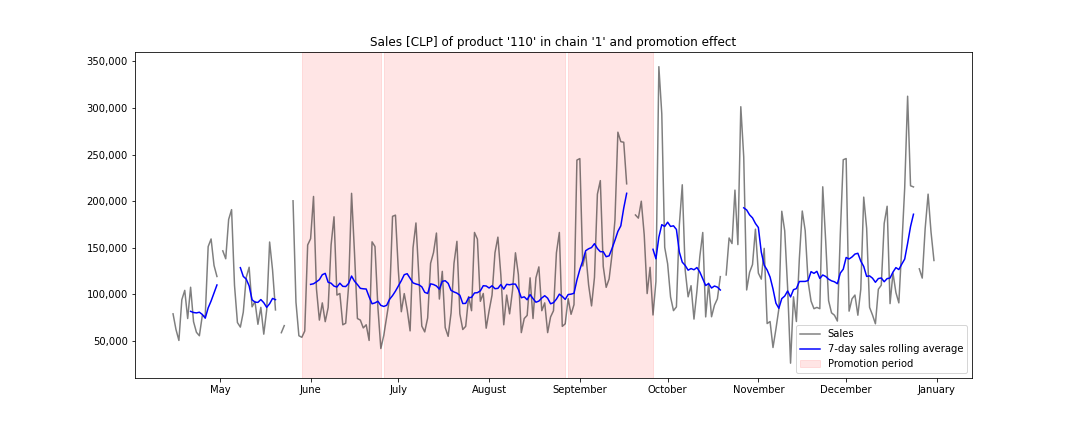 Sales [CLP] of product '110' in chain '1' and promotion effect
350,000
300,000
250,000
200,000
150,000
100,000
50,000
May June July August September October November December January
Sales
7-day sales rolling average
Promotion period